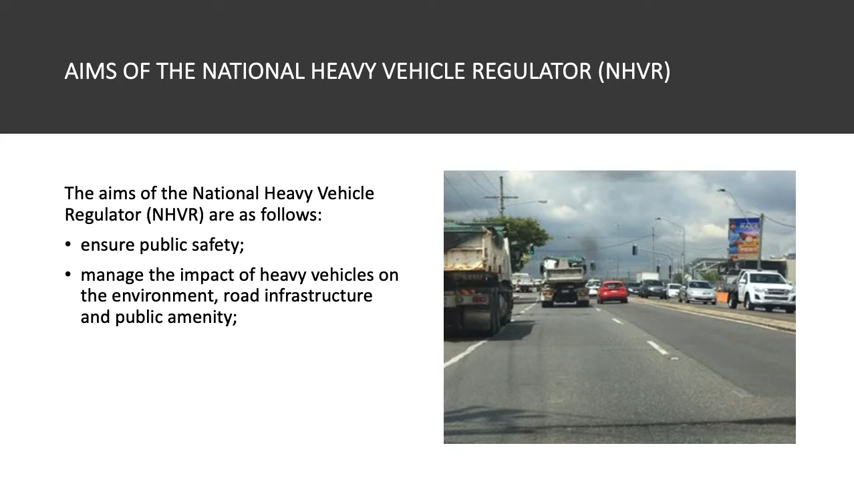 AIMS OF THE NATIONAL HEAVY VEHICLE REGULATOR (NHVR)
The aims of the National Heavy Vehicle
Regulator (NHVR) are as follows:
• ensure public safety;
• manage the impact of heavy vehicles on
the environment, road infrastructure
and public amenity;